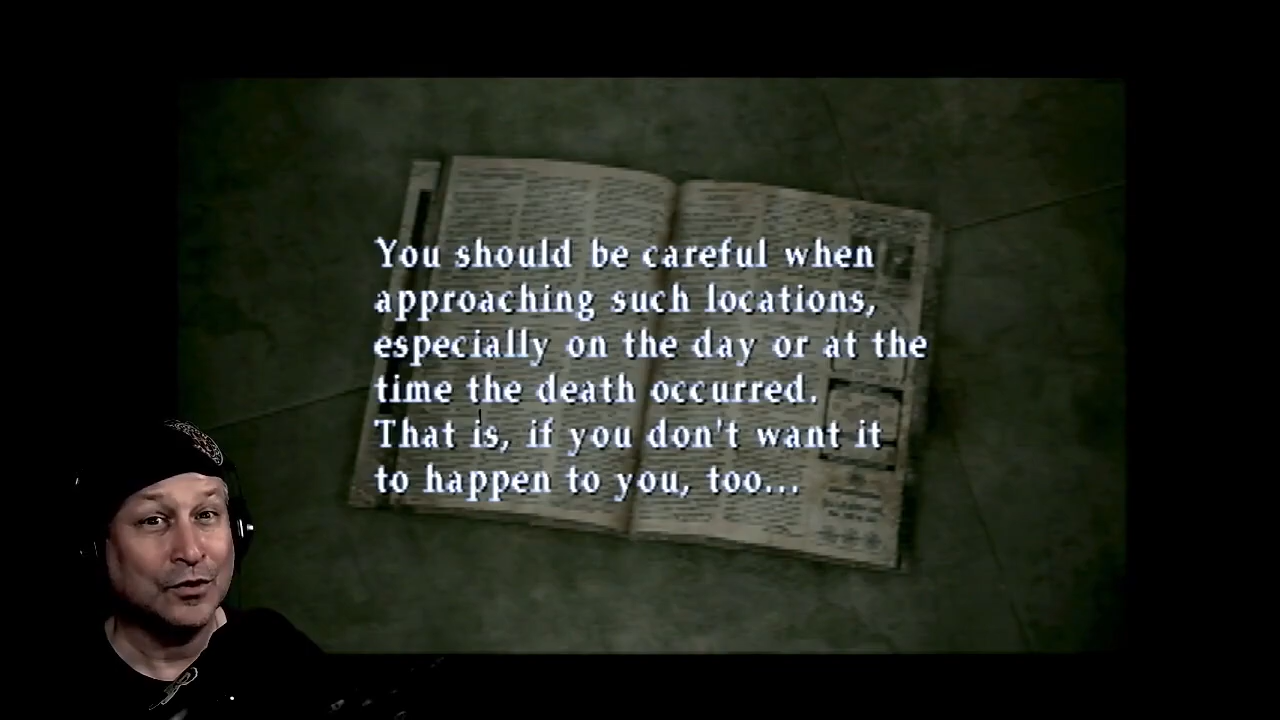 You should be careful when
approaching such locations,
especially on the day or at the
time the death occurred.
That is, if you don't want it
to happen to you, too...